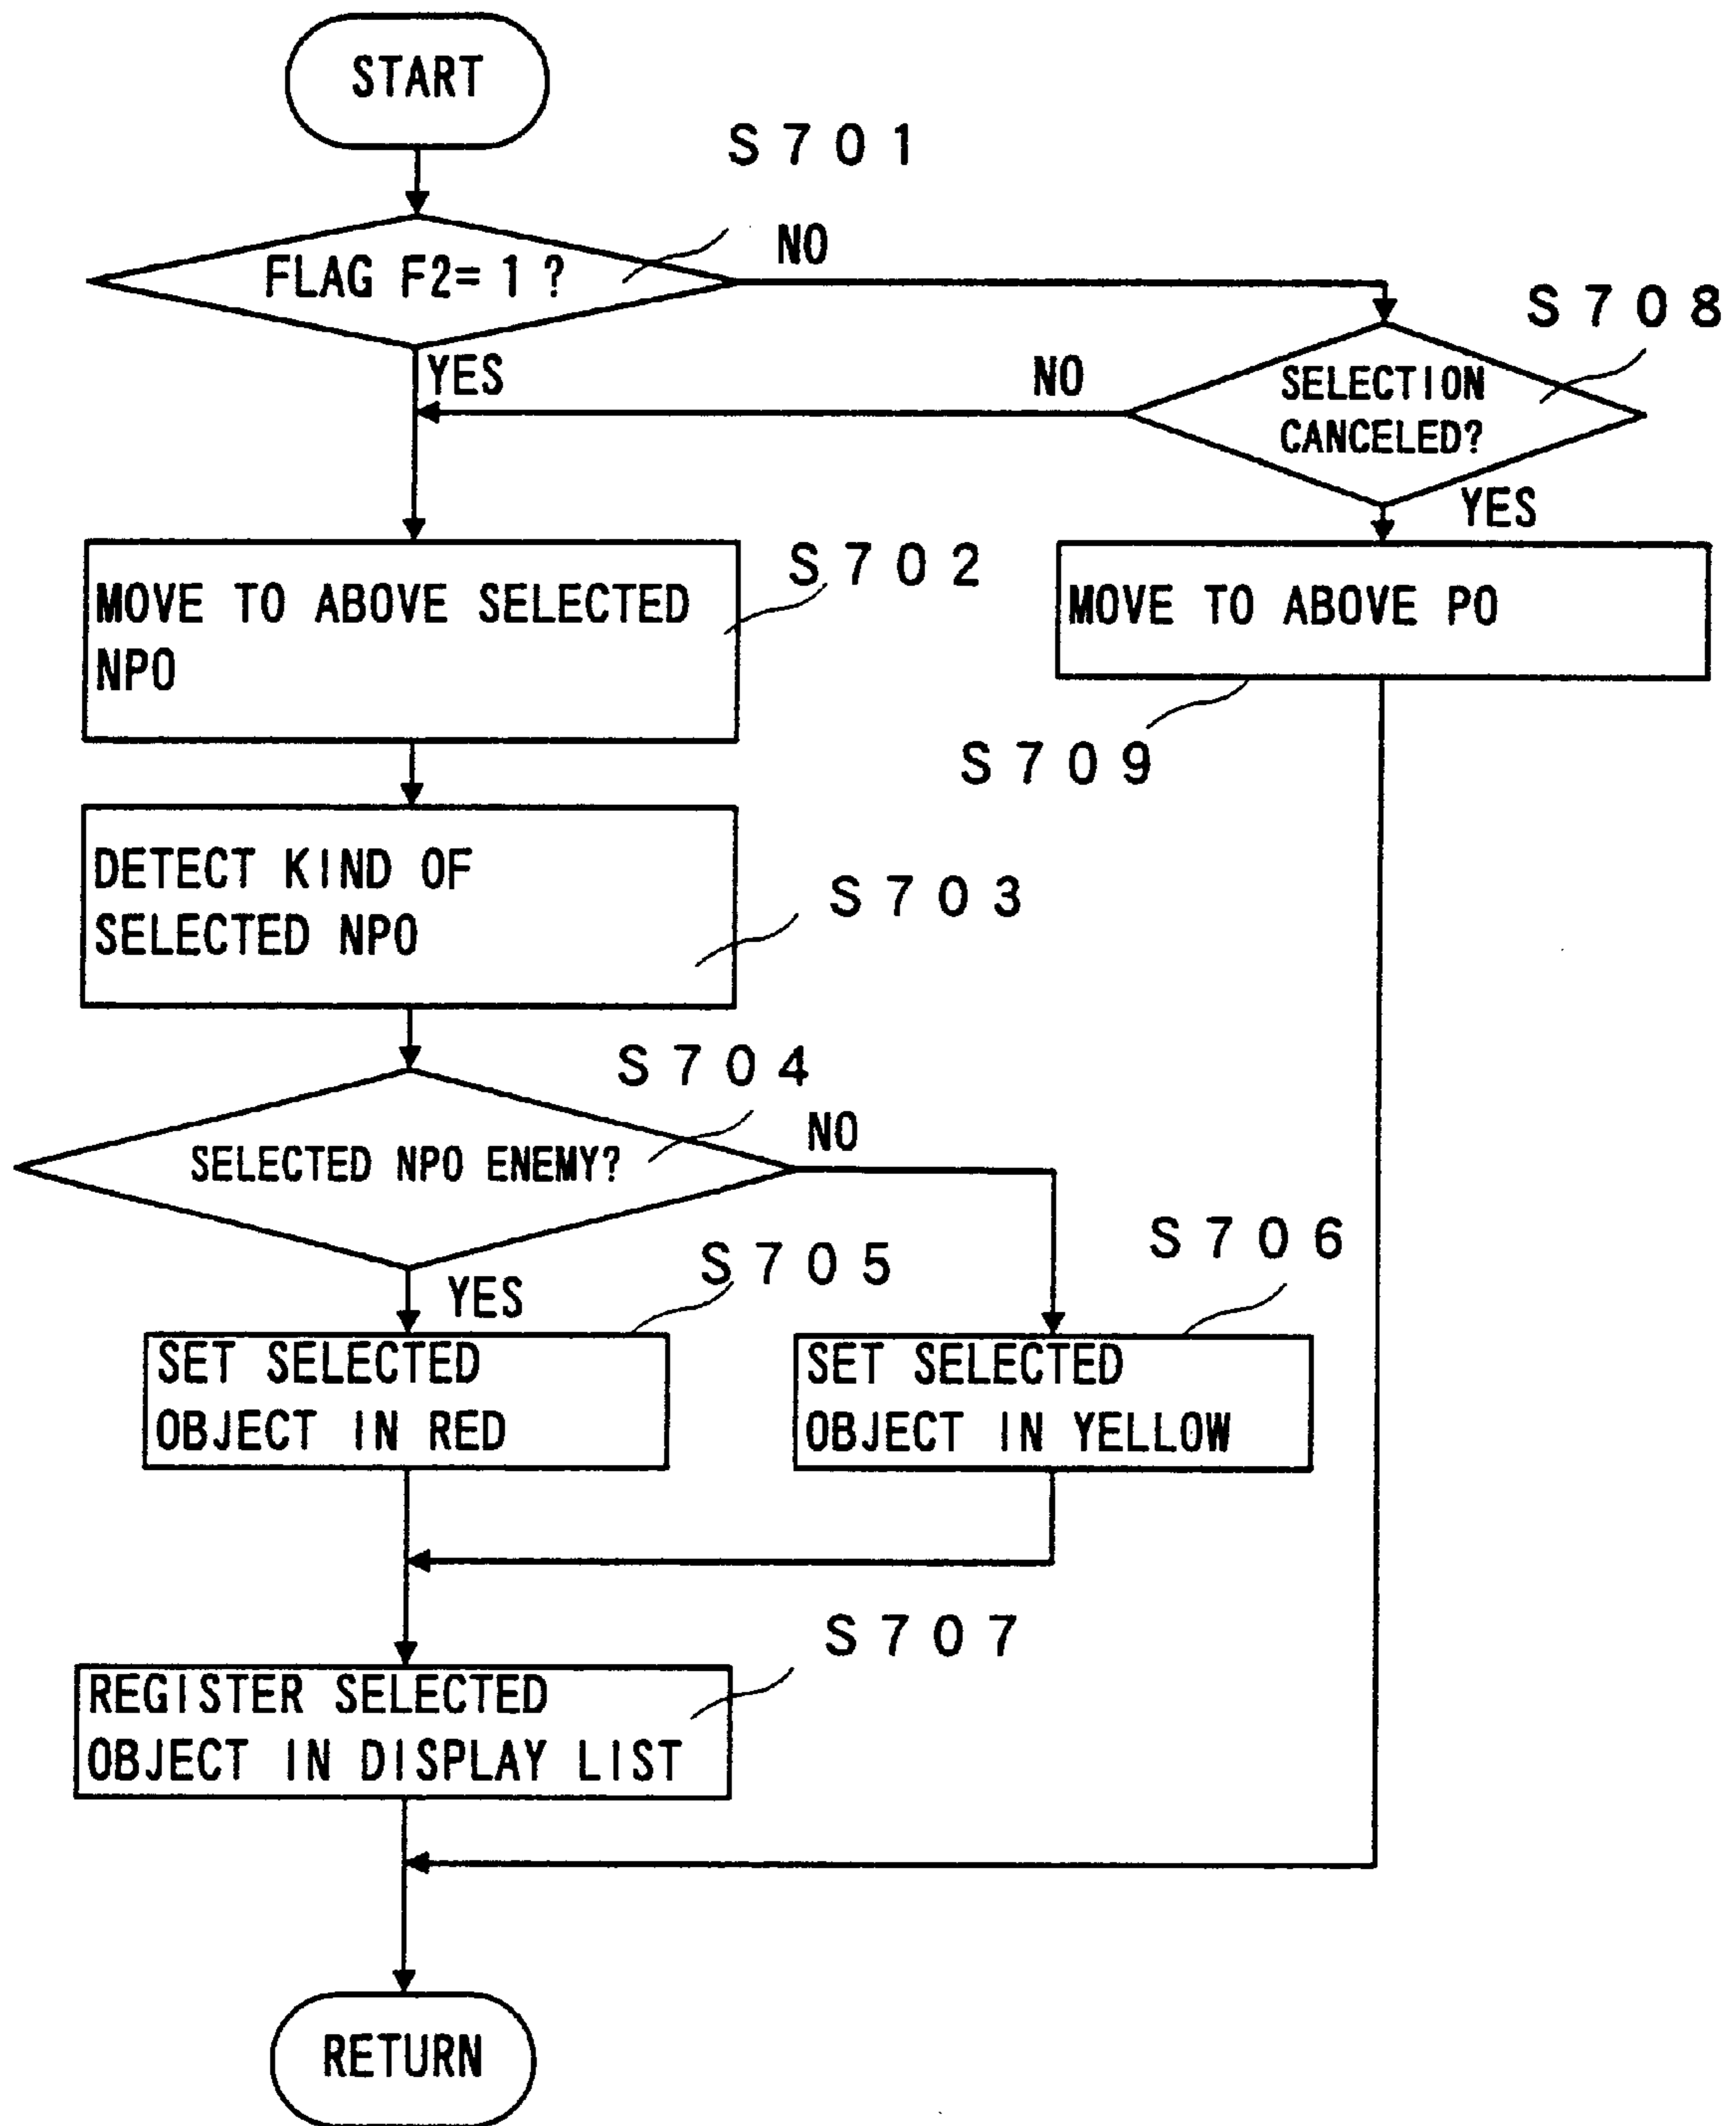 START
S701
FLAG F2= 1 ?
NO
S708
YES
NO
SELECTION
CANCELED?
YES
S702
MOVE TO ABOVE SELECTED
NPO
MOVE TO ABOVE PO
S709
DETECT KIND OF
SELECTED NPO
S703
S704
NO
SELECTED NPO ENEMY?
S706
S705
YES
SET SELECTED
OBJECT IN RED
SET SELECTED
OBJECT IN YELLOW
S707
REGISTER SELECTED
OBJECT IN DISPLAY LIST
RETURN